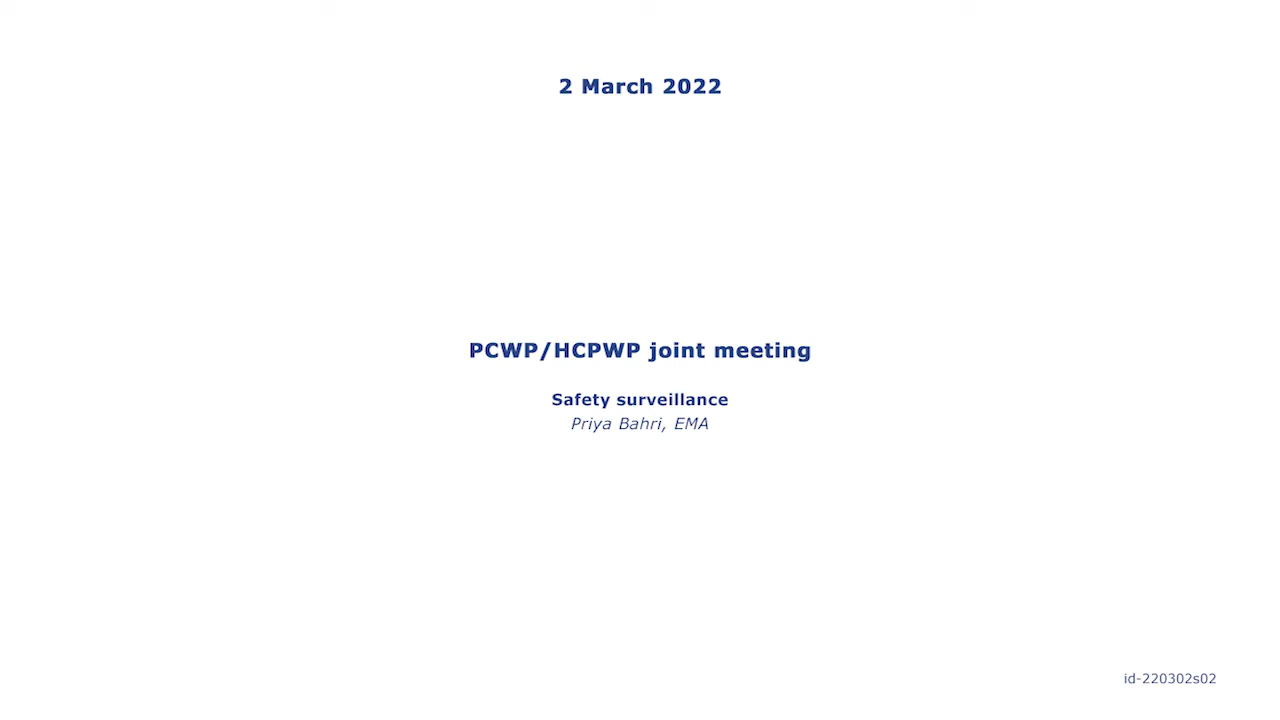 2 March 2022
PCWP/HCPWP joint meeting
Safety surveillance
Priya Bahri, EMA
id-220302s02